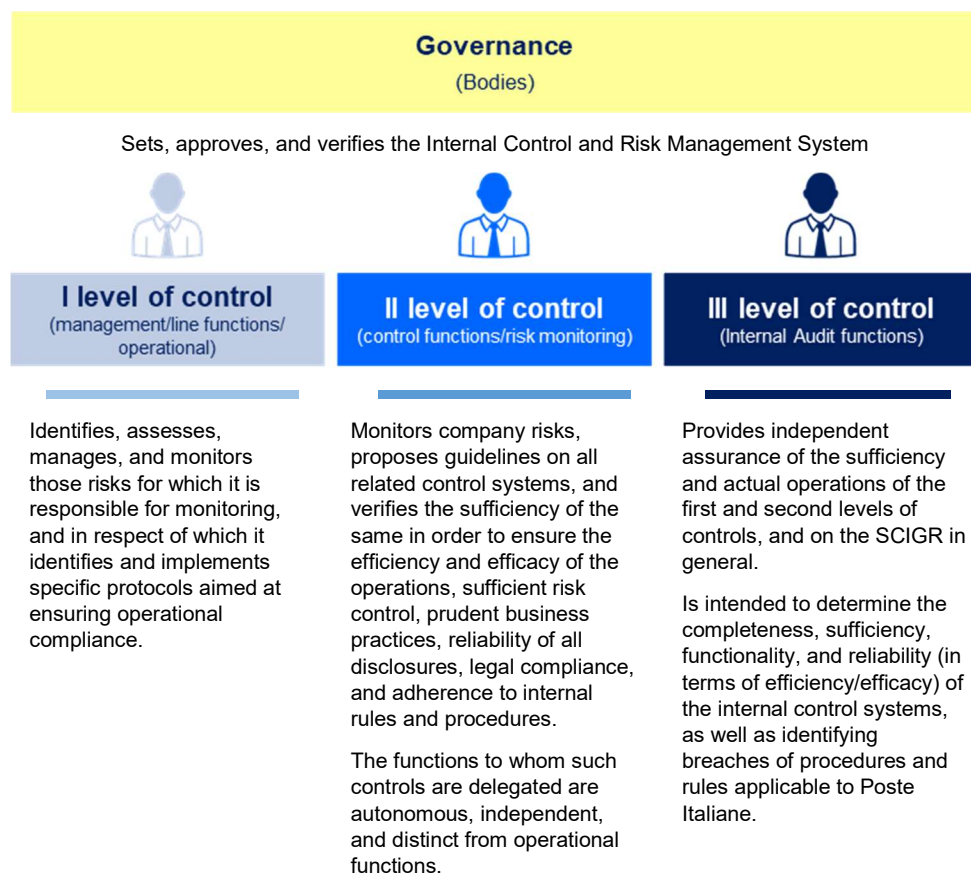 Governance
(Bodies)
Sets, approves, and verifies the Internal Control and Risk Management System
I level of control
(management/line functions/
operational)
Identifies, assesses,
manages, and monitors
those risks for which it is
responsible for monitoring,
and in respect of which it
identifies and implements
specific protocols aimed at
ensuring operational
compliance.
II level of control
(control functions/risk monitoring)
Monitors company risks,
proposes guidelines on all
related control systems, and
verifies the sufficiency of the
same in order to ensure the
efficiency and efficacy of the
operations, sufficient risk
control, prudent business
practices, reliability of all
disclosures, legal compliance,
and adherence to internal
rules and procedures.
The functions to whom such
controls are delegated are
autonomous, independent,
and distinct from operational
functions.
III level of control
(Internal Audit functions)
Provides independent
assurance of the sufficiency
and actual operations of the
first and second levels of
controls, and on the SCIGR in
general.
Is intended to determine the
completeness, sufficiency,
functionality, and reliability (in
terms of efficiency/efficacy) of
the internal control systems,
as well as identifying
breaches of procedures and
rules applicable to Poste
Italiane.